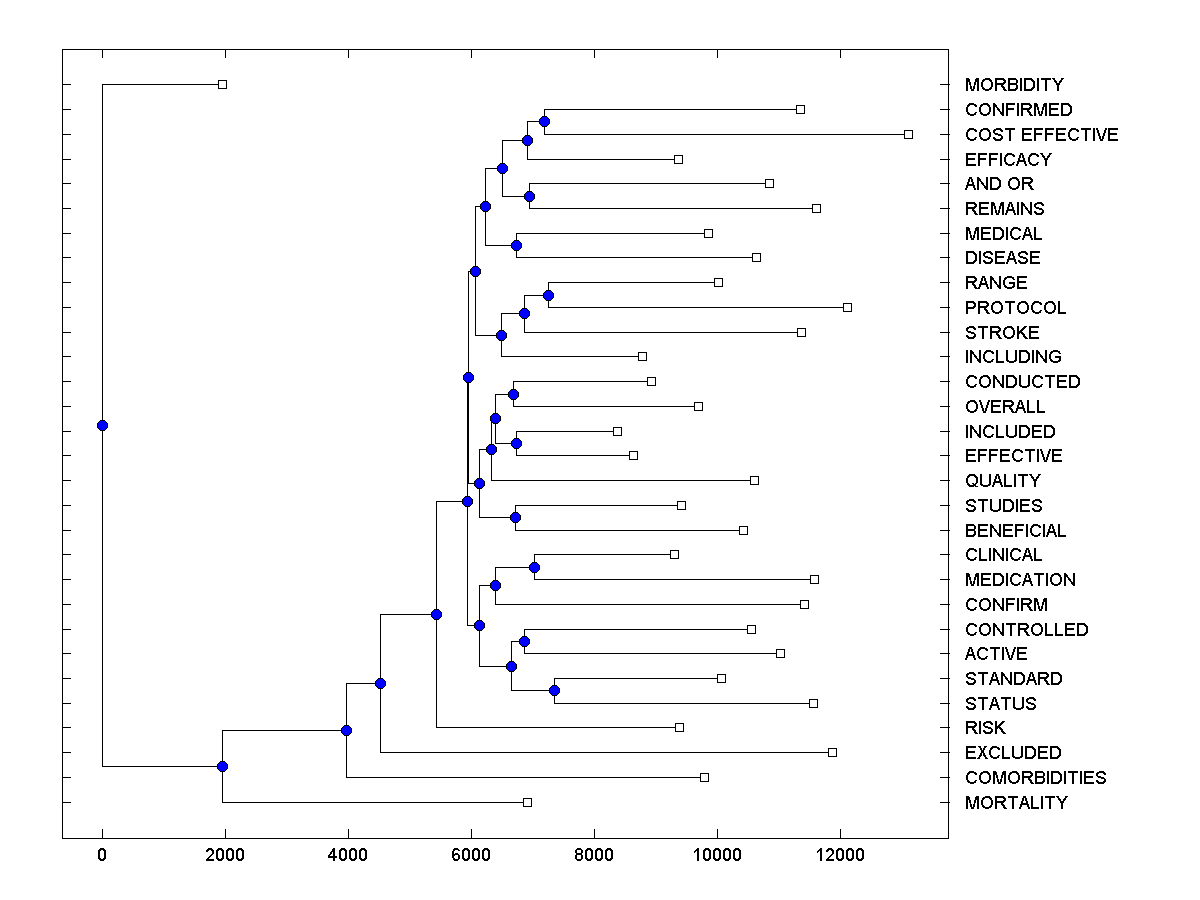 MORBIDITY
CONFIRMED
COST EFFECTIVE
EFFICACY
AND OR
REMAINS
MEDICAL
DISEASE
RANGE
PROTOCOL
STROKE
INCLUDING
CONDUCTED
OVERALL
INCLUDED
EFFECTIVE
QUALITY
STUDIES
BENEFICIAL
CLINICAL
MEDICATION
CONFIRM
CONTROLLED
ACTIVE
STANDARD
STATUS
RISK
EXCLUDED
COMORBIDITIES
MORTALITY
0 2000 4000 6000 8000 10000 12000